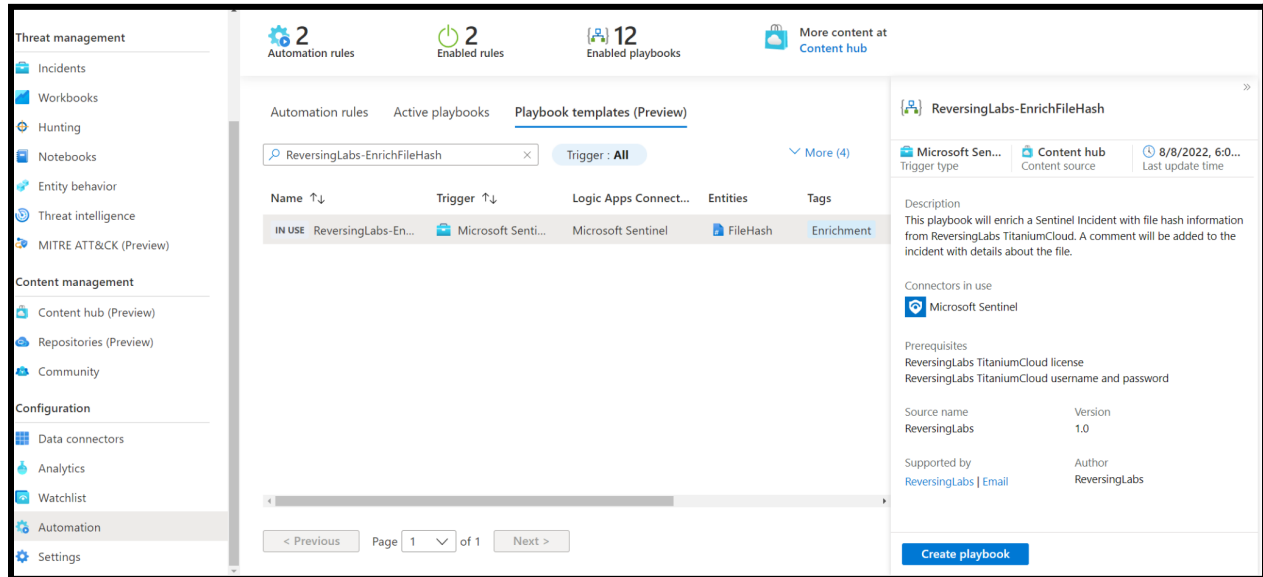 Threat management
Incidents
Workbooks
Hunting
Notebooks
Entity behavior
Threat intelligence
MITRE ATT&CK (Preview)
Content management
Content hub (Preview)
Repositories (Preview)
Community
Configuration
Data connectors
Analytics
Watchlist
Automation
Settings
2
Automation rules
2
Enabled rules
12
Enabled playbooks
More content at
Content hub
Automation rules Active playbooks Playbook templates (Preview)
ReversingLabs-EnrichFileHash
Trigger : All
More (4)
Name ↑↓ Trigger ↑↓ Logic Apps Connect... Entities Tags
IN USE ReversingLabs-En... Microsoft Senti... Microsoft Sentinel FileHash Enrichment
< Previous Page 1 of 1 Next >
»
ReversingLabs-EnrichFileHash
Microsoft Sen... Content hub 8/8/2022, 6:0...
Trigger type Content source Last update time
Description
This playbook will enrich a Sentinel Incident with file hash information
from ReversingLabs TitaniumCloud. A comment will be added to the
incident with details about the file.
Connectors in use
Microsoft Sentinel
Prerequisites
ReversingLabs TitaniumCloud license
ReversingLabs TitaniumCloud username and password
Source name Version
ReversingLabs 1.0
Supported by Author
ReversingLabs | Email ReversingLabs
Create playbook